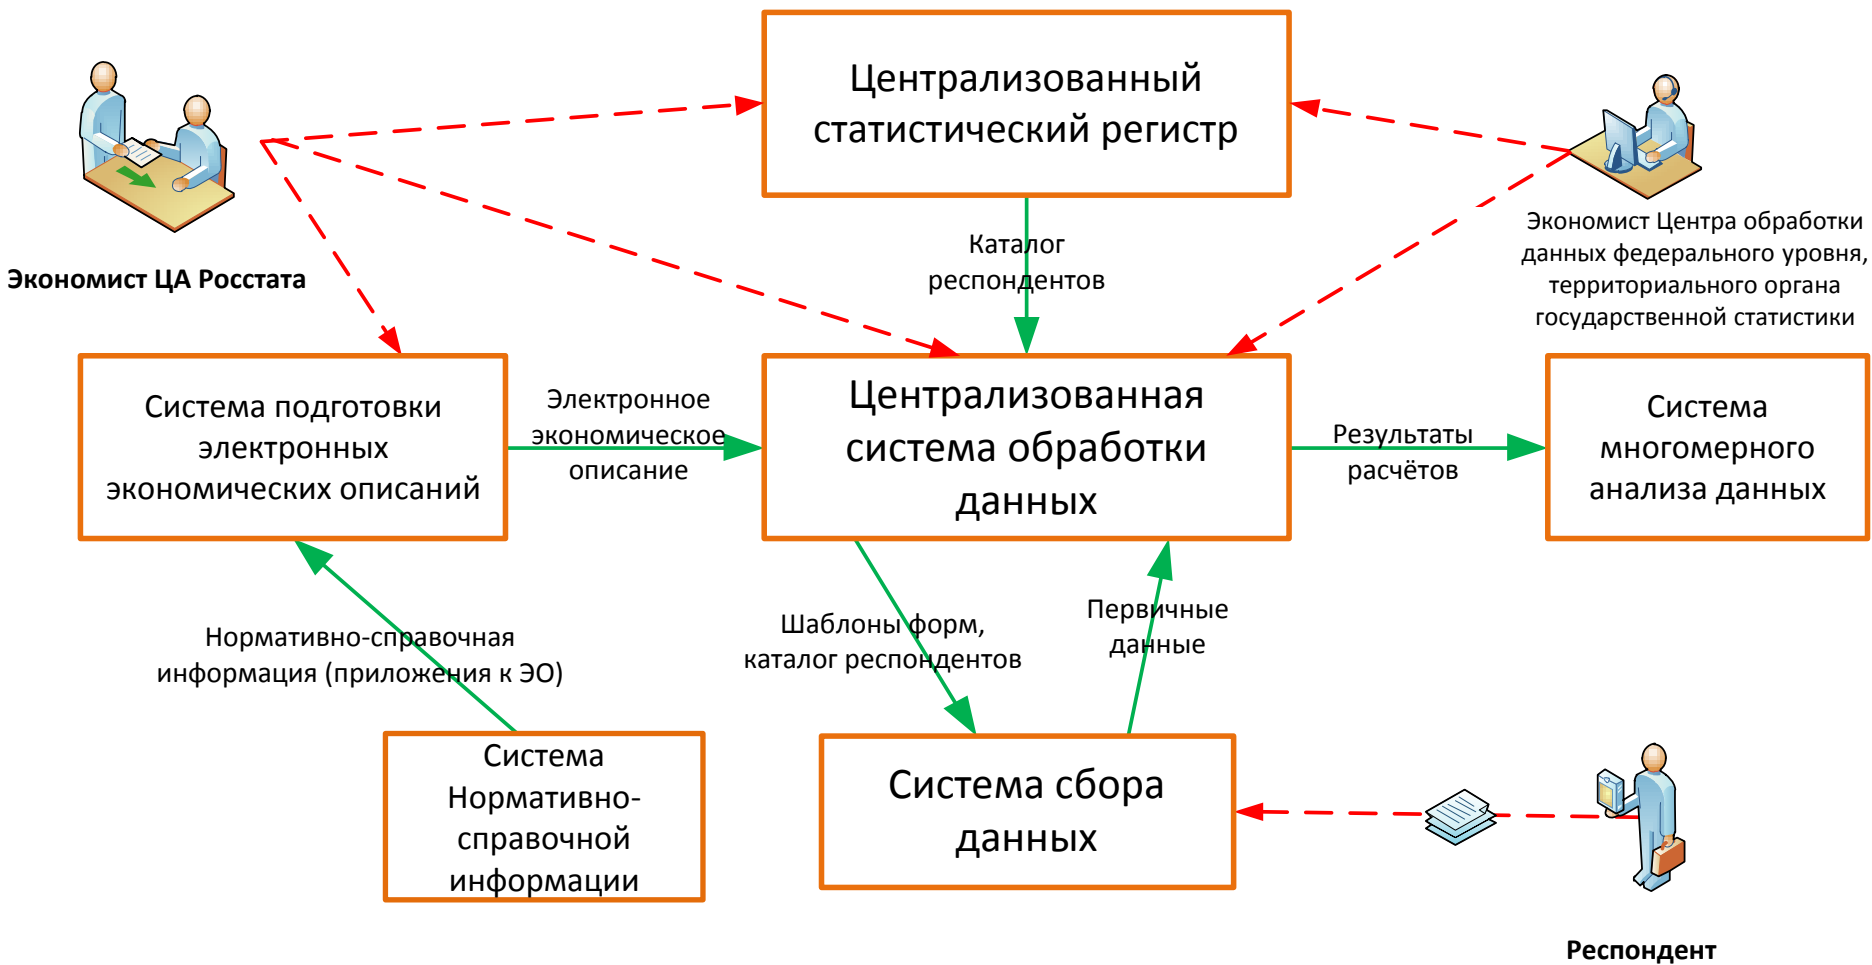 Централизованный
статистический регистр
Экономист ЦА Росстата
Экономист Центра обработки
данных федерального уровня,
территориального органа
государственной статистики
Каталог
респондентов
Система подготовки
электронных
экономических описаний
Электронное
экономическое
описание
Централизованная
система обработки
данных
Результаты
расчётов
Система
многомерного
анализа данных
Нормативно-справочная
информация (приложения к ЭО)
Шаблоны форм,
каталог респондентов
Первичные
данные
Система
Нормативно-
справочной
информации
Система сбора
данных
Респондент